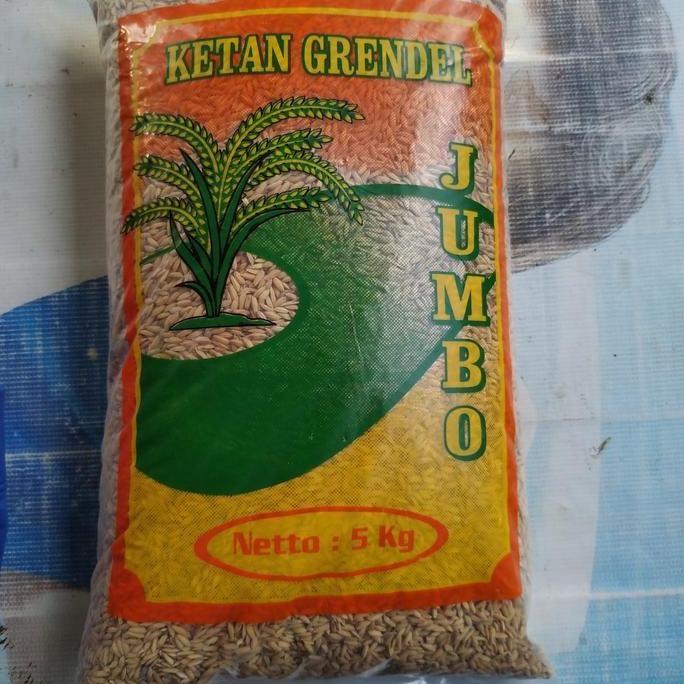 KETAN GRENDEL
JUMBO
Netto : 5 Kg